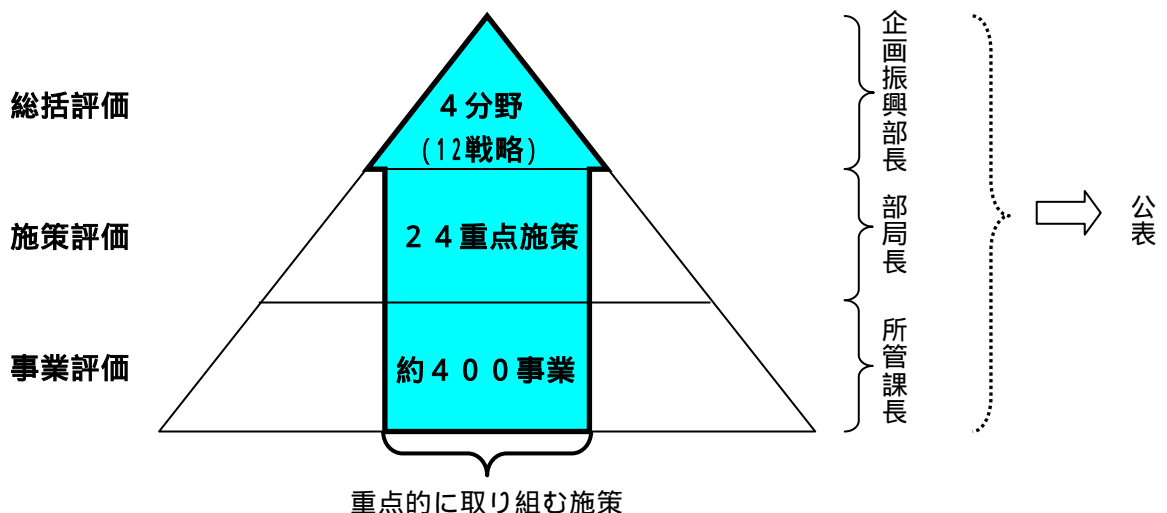 総括評価
４分野
(12戦略)
企画振興部長
施策評価
２４重点施策
部局長
公表
事業評価
約４００事業
所管課長
重点的に取り組む施策